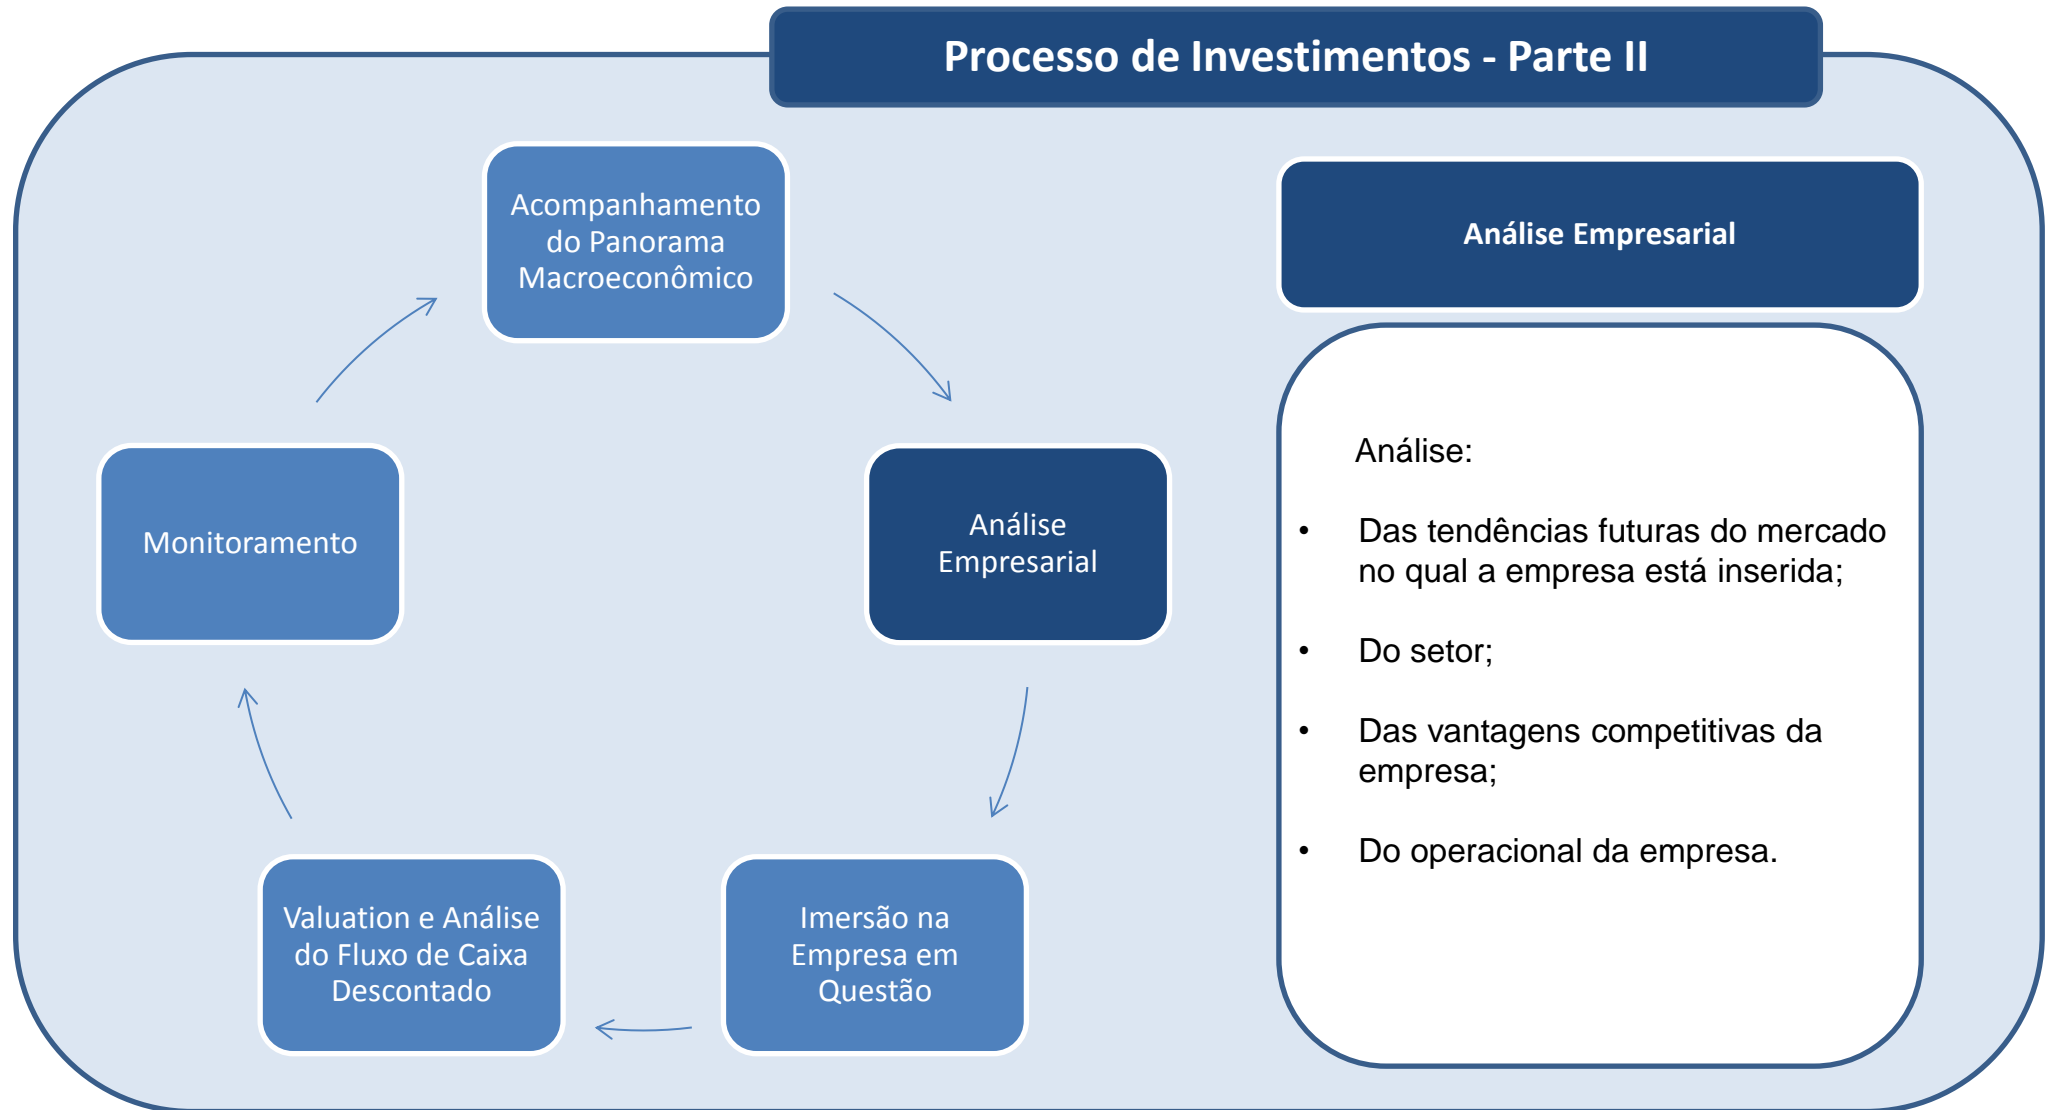 Processo de Investimentos - Parte II
Acompanhamento
do Panorama
Macroeconômico
Análise
Empresarial
Imersão na
Empresa em
Questão
Valuation e Análise
do Fluxo de Caixa
Descontado
Monitoramento
Análise Empresarial
Análise:
• Das tendências futuras do mercado
no qual a empresa está inserida;
• Do setor;
• Das vantagens competitivas da
empresa;
• Do operacional da empresa.